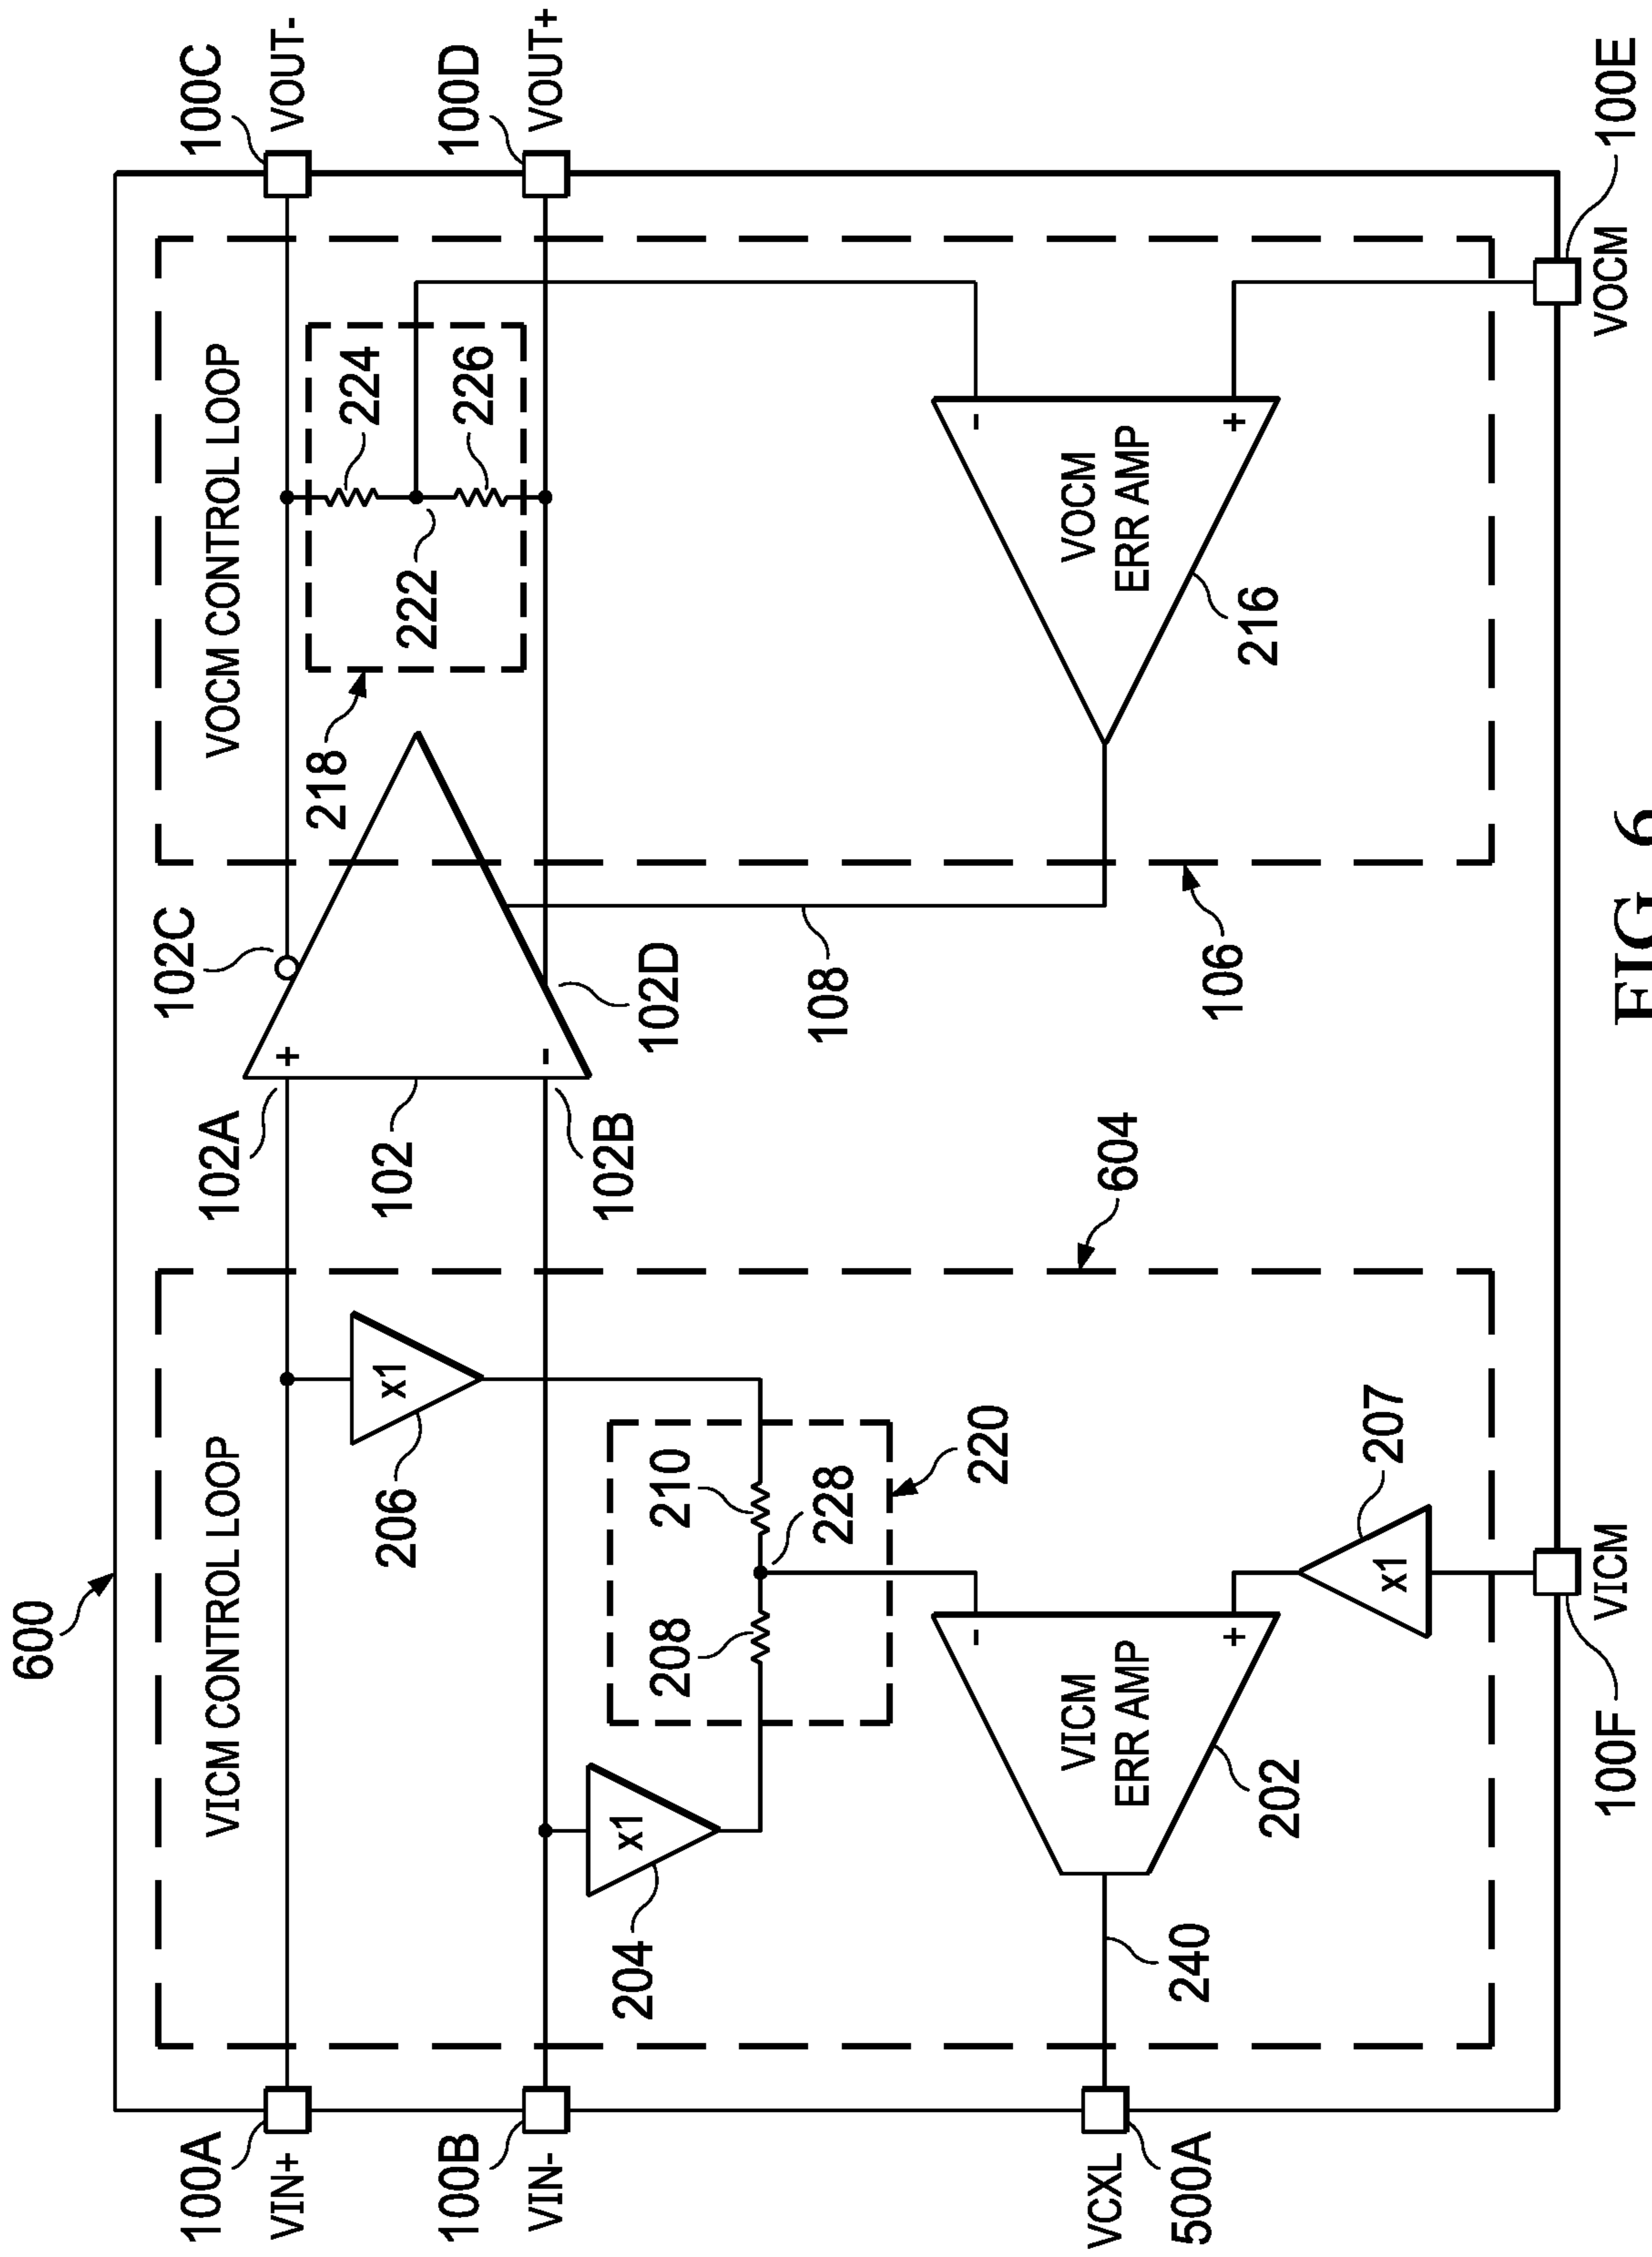 600
VICM CONTROL LOOP
VOCM CONTROL LOOP
100A
VIN+
102A
+
102C
100C
VOUT-
206
x1
102
218
224
222
226
100B
VIN-
102B
-
102D
100D
VOUT+
204
x1
208
210
228
220
108
VCXL
500A
240
VICM
ERR AMP
-
+
202
604
106
VOCM
ERR AMP
-
+
216
207
x1
100F
VICM
VOCM
100E
FIG. 6